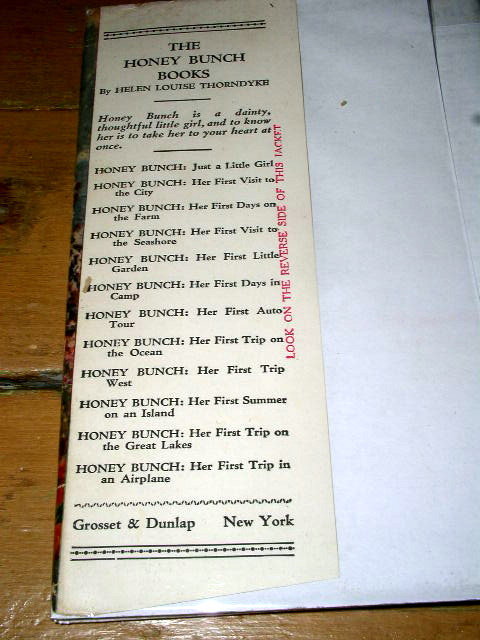 THE
HONEY BUNCH
BOOKS
By HELEN LOUISE THORNDYKE
Honey Bunch is a dainty,
thoughtful little girl, and to know
her is to take her to your heart at
once.
HONEY BUNCH: Just a Little Girl
HONEY BUNCH: Her First Visit to
the City
HONEY BUNCH: Her First Days on
the Farm
HONEY BUNCH: Her First Visit to
the Seashore
HONEY BUNCH: Her First Little
Garden
HONEY BUNCH: Her First Days in
Camp
HONEY BUNCH: Her First Auto
Tour
HONEY BUNCH: Her First Trip on
the Ocean
HONEY BUNCH: Her First Trip
West
HONEY BUNCH: Her First Summer
on an Island
HONEY BUNCH: Her First Trip on
the Great Lakes
HONEY BUNCH: Her First Trip in
an Airplane
Grosset & Dunlap New York
LOOK ON THE REVERSE SIDE OF THIS JACKET